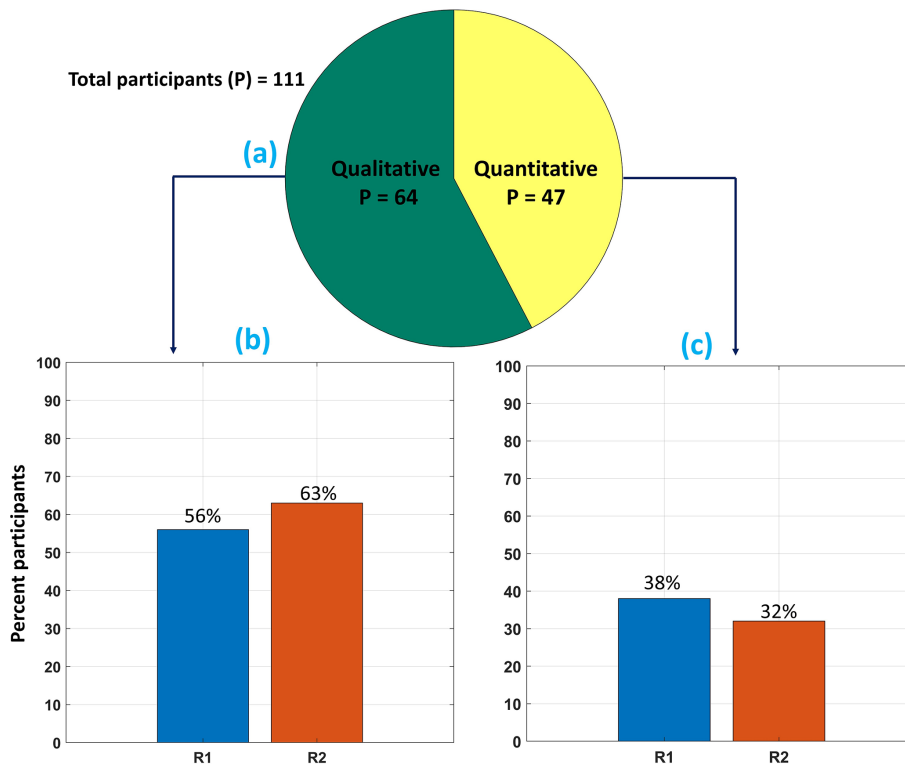 Total participants (P) = 111
(a)
Qualitative
P = 64
Quantitative
P = 47
(b)
(c)
Percent participants
100
90
80
70
60
50
40
30
20
10
0
56%
63%
R1
R2
100
90
80
70
60
50
40
30
20
10
0
38%
32%
R1
R2